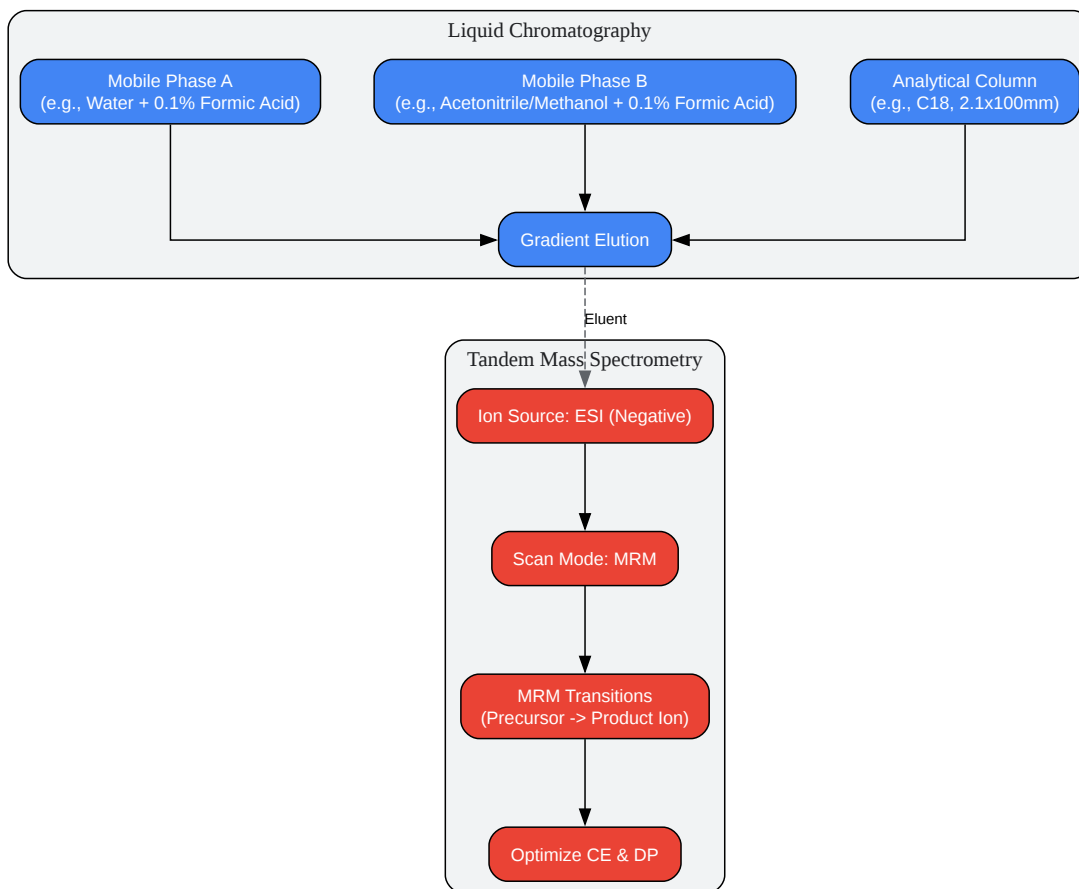 Liquid Chromatography
Mobile Phase A
(e.g., Water + 0.1% Formic Acid)
Mobile Phase B
(e.g., Acetonitrile/Methanol + 0.1% Formic Acid)
Analytical Column
(e.g., C18, 2.1x100mm)
Gradient Elution
Eluent
Tandem Mass Spectrometry
Ion Source: ESI (Negative)
Scan Mode: MRM
MRM Transitions
(Precursor -> Product Ion)
Optimize CE & DP